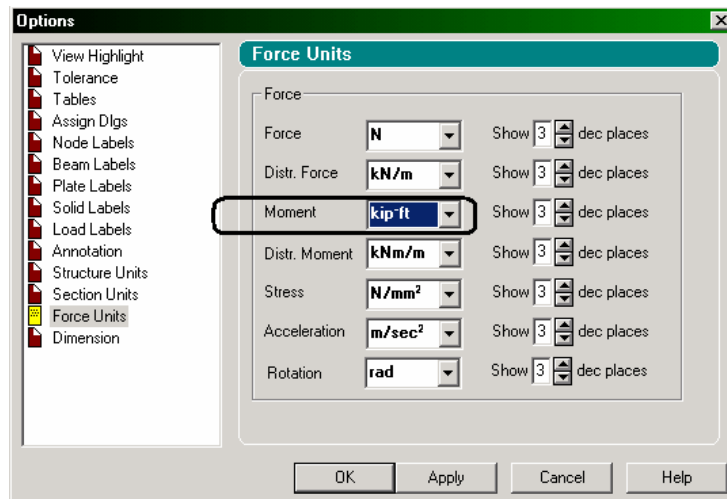 Options
View Highlight
Tolerance
Tables
Assign Dlgs
Node Labels
Beam Labels
Plate Labels
Solid Labels
Load Labels
Annotation
Structure Units
Section Units
Force Units
Dimension
Force Units
Force
Force N Show 3 dec places
Distr. Force kN/m Show 3 dec places
Moment kip-ft Show 3 dec places
Distr. Moment kNm/m Show 3 dec places
Stress N/mm² Show 3 dec places
Acceleration m/sec² Show 3 dec places
Rotation rad Show 3 dec places
OK Apply Cancel Help